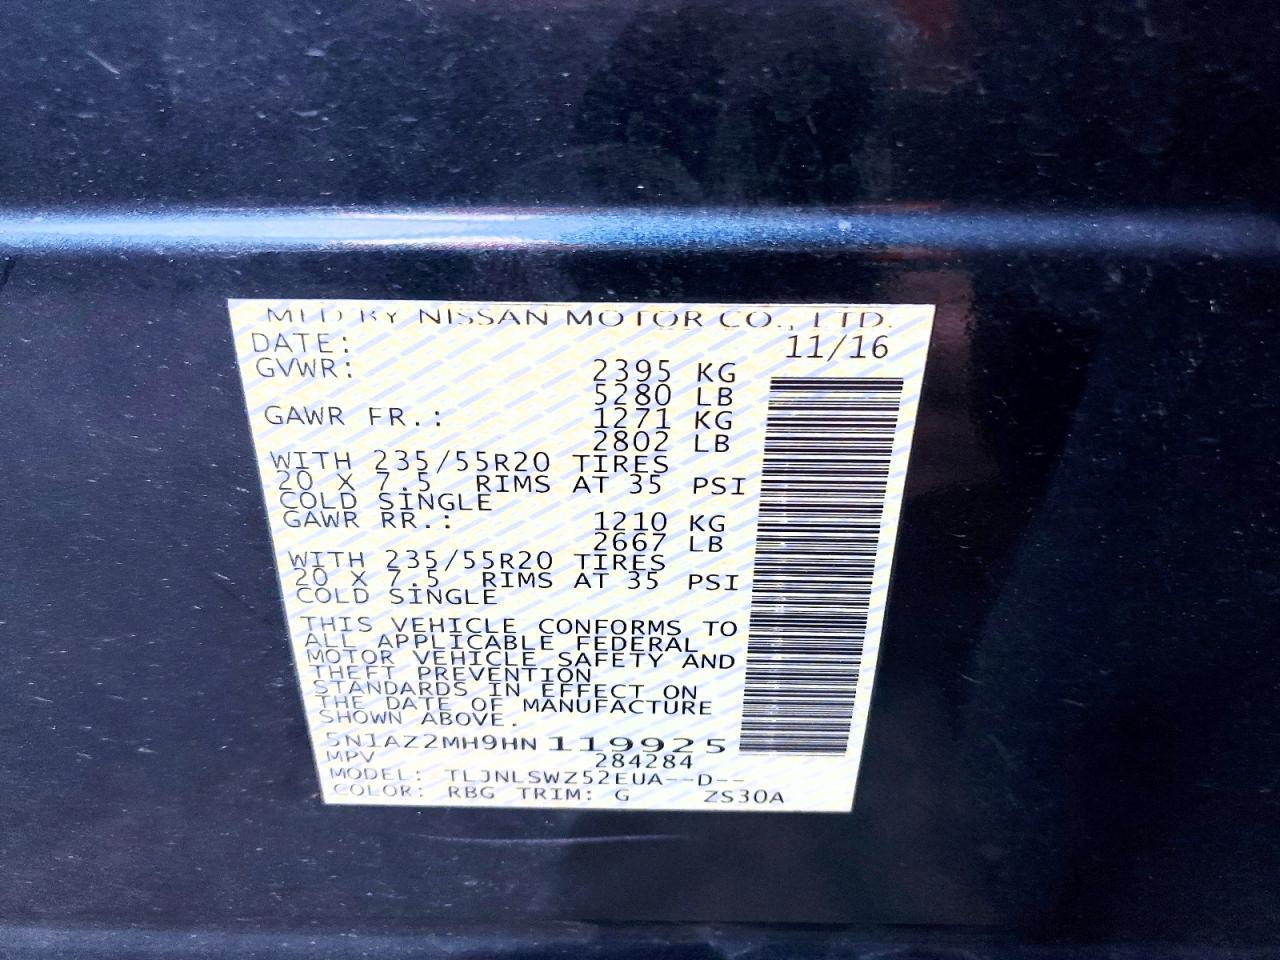 MFD BY NISSAN MOTOR CO., LTD.
DATE: 11/16
GVWR: 2395 KG
5280 LB
GAWR FR.: 1271 KG
2802 LB
WITH 235/55R20 TIRES
20 X 7.5 RIMS AT 35 PSI
COLD SINGLE
GAWR RR.: 1210 KG
2667 LB
WITH 235/55R20 TIRES
20 X 7.5 RIMS AT 35 PSI
COLD SINGLE
THIS VEHICLE CONFORMS TO
ALL APPLICABLE FEDERAL
MOTOR VEHICLE SAFETY AND
THEFT PREVENTION
STANDARDS IN EFFECT ON
THE DATE OF MANUFACTURE
SHOWN ABOVE.
5N1AZ2MH9HN119925
MPV 284284
MODEL: TLJNLSWZ52EUA--D--
COLOR: RBG TRIM: G ZS30A